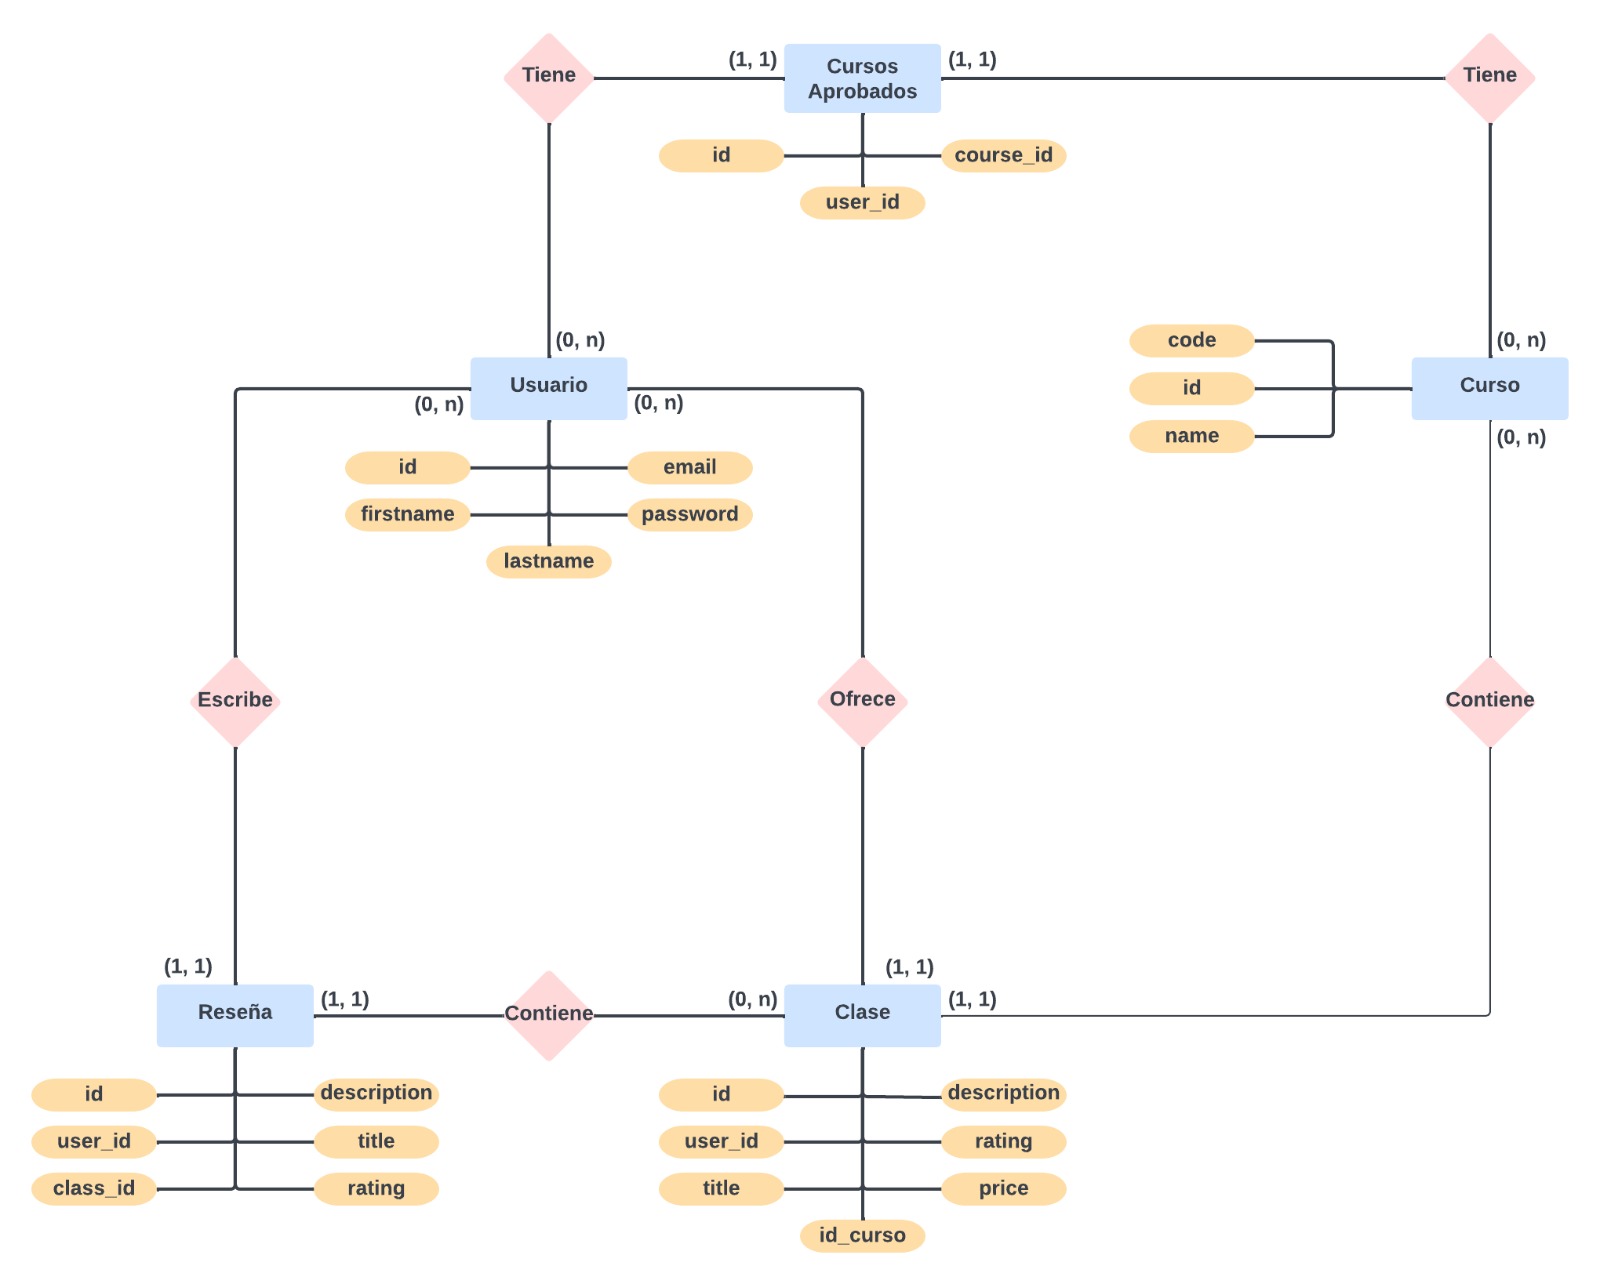 Tiene
(1, 1)
Cursos
Aprobados
(1, 1)
Tiene
id
course_id
user_id
(0, n)
Usuario
(0, n)
(0, n)
id
email
firstname
password
lastname
code
id
name
(0, n)
Curso
(0, n)
Escribe
Ofrece
Contiene
(1, 1)
Reseña
(1, 1)
Contiene
(0, n)
(1, 1)
Clase
(1, 1)
id
description
user_id
title
class_id
rating
id
description
user_id
rating
title
price
id_curso